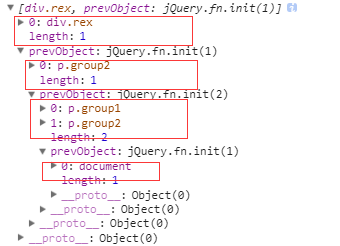 ▼ [div.rex, prevObject: jQuery.fn.init(1)] i
▶ 0: div.rex
length: 1
▼ prevObject: jQuery.fn.init(1)
▶ 0: p.group2
length: 1
▼ prevObject: jQuery.fn.init(2)
▶ 0: p.group1
▶ 1: p.group2
length: 2
▼ prevObject: jQuery.fn.init(1)
▶ 0: document
length: 1
▶ __proto__: Object(0)
▶ __proto__: Object(0)
▶ __proto__: Object(0)
▶ __proto__: Object(0)